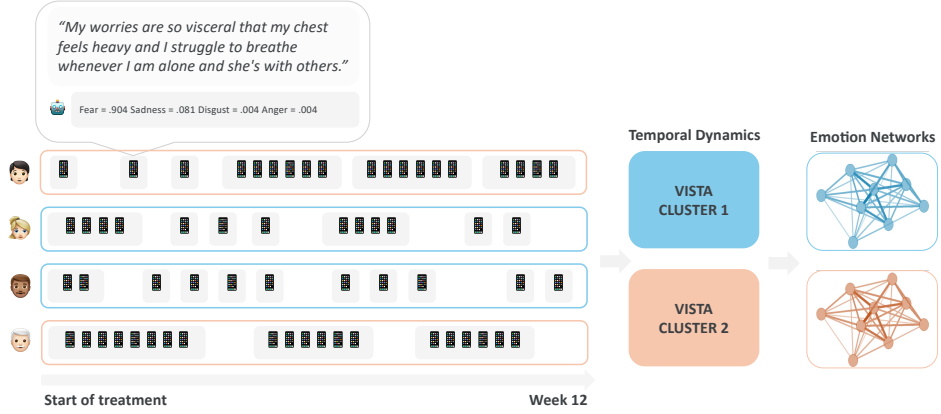 “My worries are so visceral that my chest
feels heavy and I struggle to breathe
whenever I am alone and she's with others.”
Fear = .904 Sadness = .081 Disgust = .004 Anger = .004
Temporal Dynamics
Emotion Networks
VISTA
CLUSTER 1
VISTA
CLUSTER 2
Start of treatment
Week 12